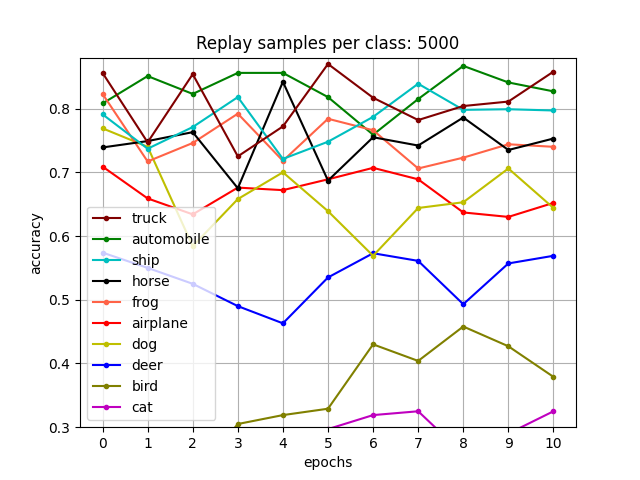 Replay samples per class: 5000
accuracy
0.8
0.7
0.6
0.5
0.4
0.3
truck
automobile
ship
horse
frog
airplane
dog
deer
bird
cat
0 1 2 3 4 5 6 7 8 9 10
epochs